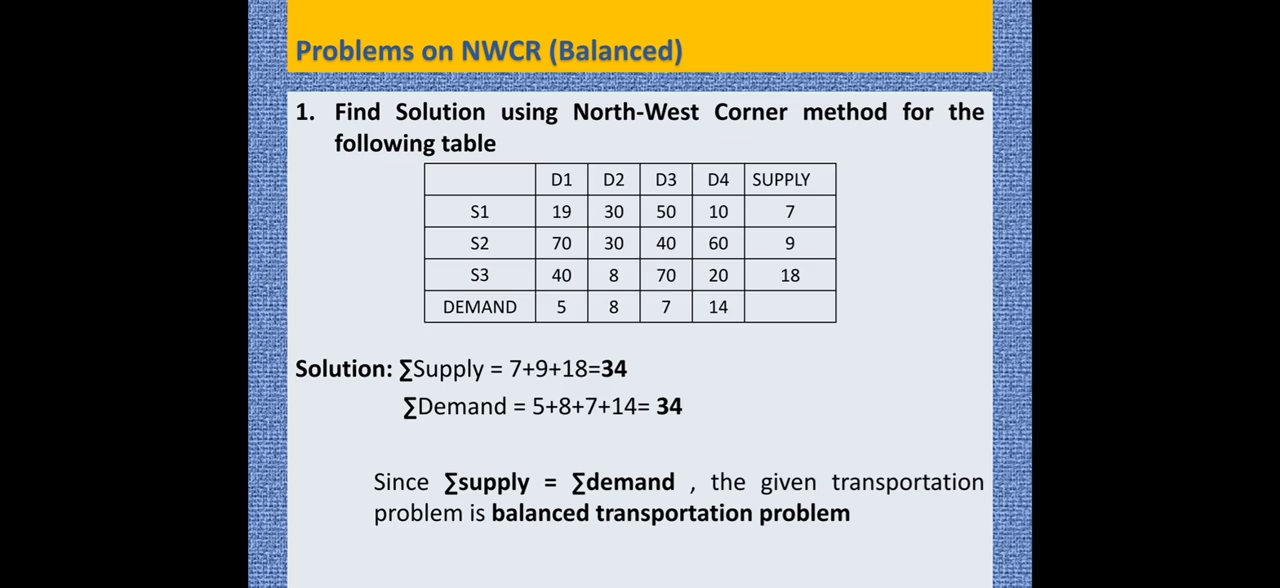 Problems on NWCR (Balanced)
1. Find Solution using North-West Corner method for the
following table
D1 D2 D3 D4 SUPPLY
S1 19 30 50 10 7
S2 70 30 40 60 9
S3 40 8 70 20 18
DEMAND 5 8 7 14
Solution: ∑Supply = 7+9+18=34
∑Demand = 5+8+7+14= 34
Since ∑supply = ∑demand , the given transportation
problem is balanced transportation problem